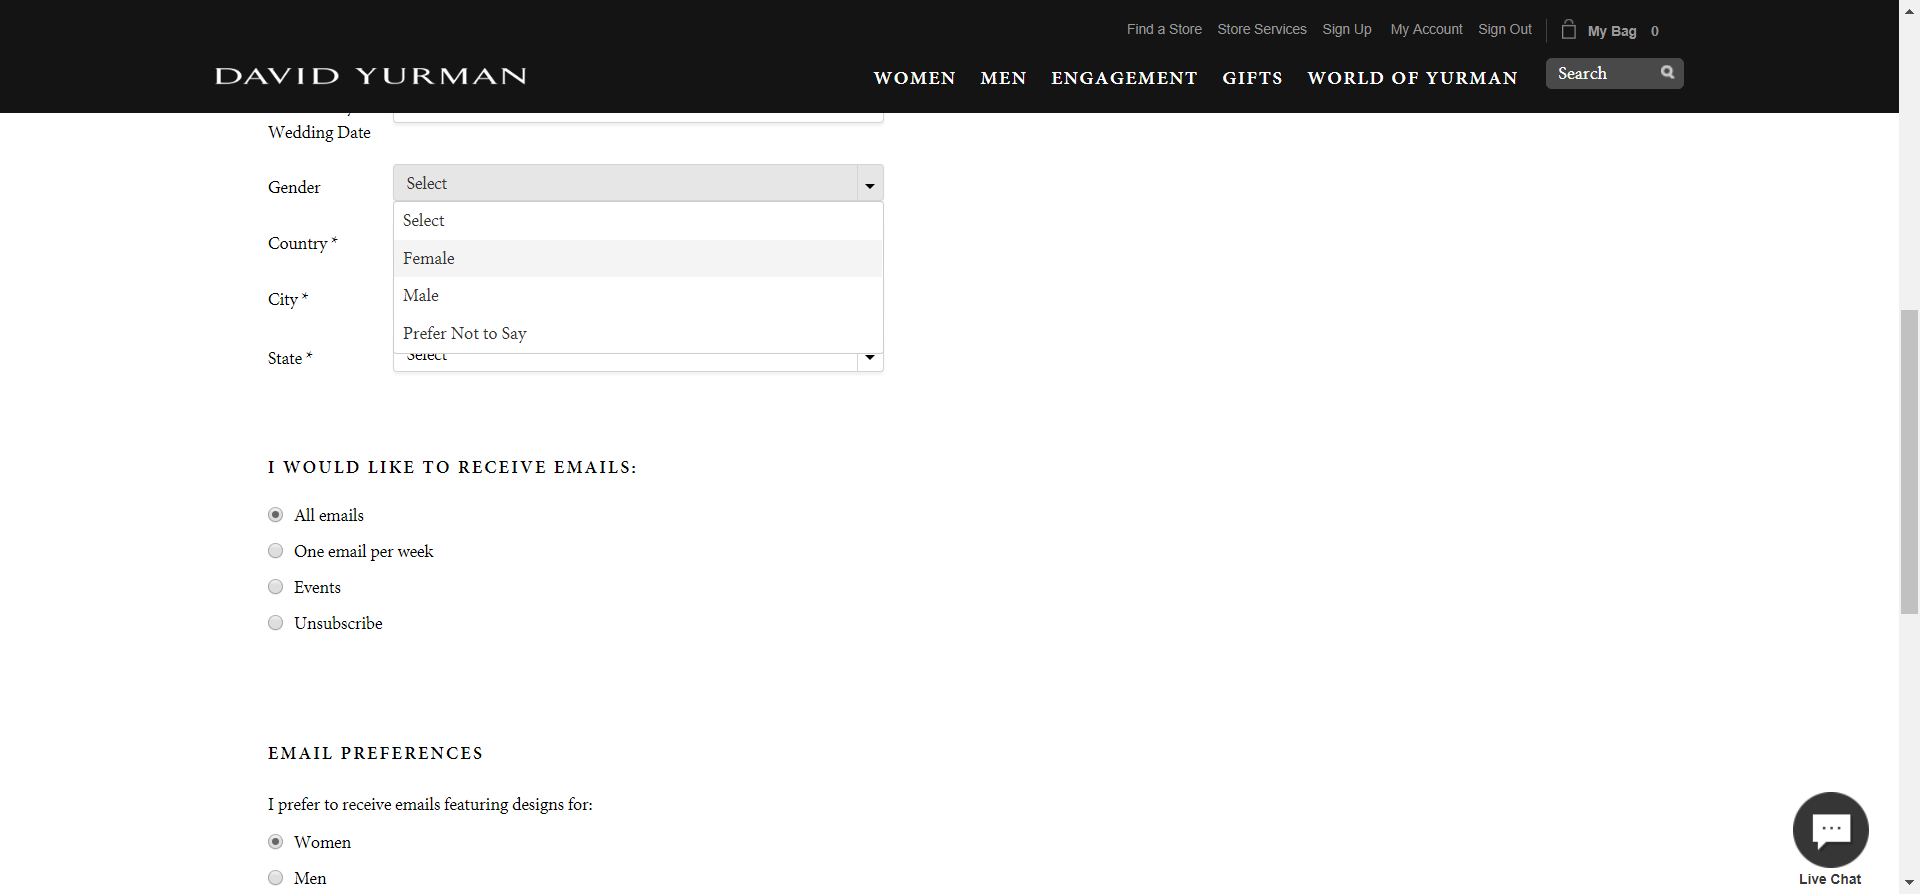 Find a Store Store Services Sign Up My Account Sign Out My Bag 0
DAVID YURMAN WOMEN MEN ENGAGEMENT GIFTS WORLD OF YURMAN Search
Wedding Date
Gender Select
Select
Country *
Female
Male
City *
Prefer Not to Say
State * Select
I WOULD LIKE TO RECEIVE EMAILS:
All emails
One email per week
Events
Unsubscribe
EMAIL PREFERENCES
I prefer to receive emails featuring designs for:
Women
Men
Live Chat